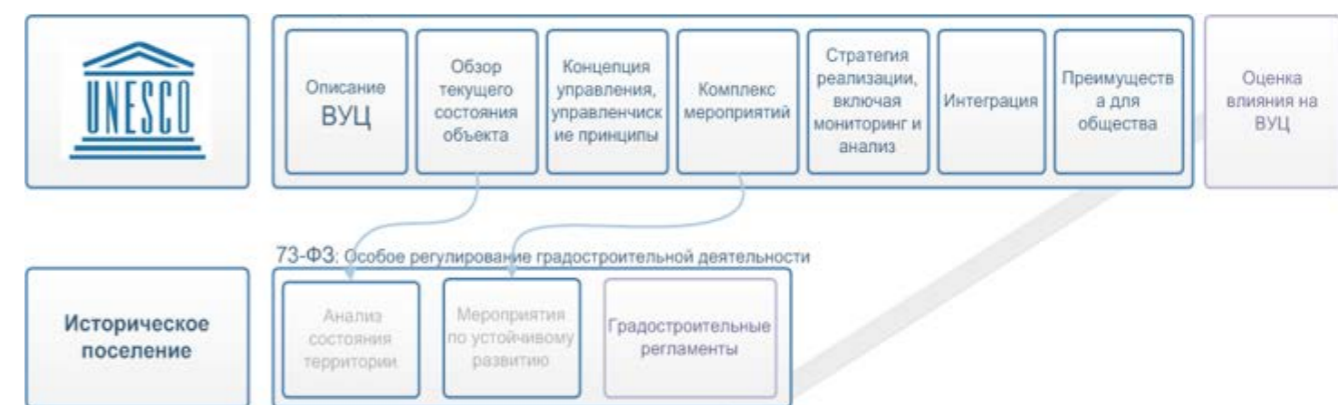 UNESCO
Описание
ВУЦ
Обзор
текущего
состояния
объекта
Концепция
управления,
управленчиск
ие принципы
Комплекс
мероприятий
Стратегия
реализации,
включая
мониторинг и
анализ
Интеграция
Преимуществ
а для
общества
Оценка
влияния на
ВУЦ
73-ФЗ: Особое регулирование градостроительной деятельности
Историческое
поселение
Анализ
состояния
территории
Мероприятия
по устойчивому
развитию
Градостроительные
регламенты